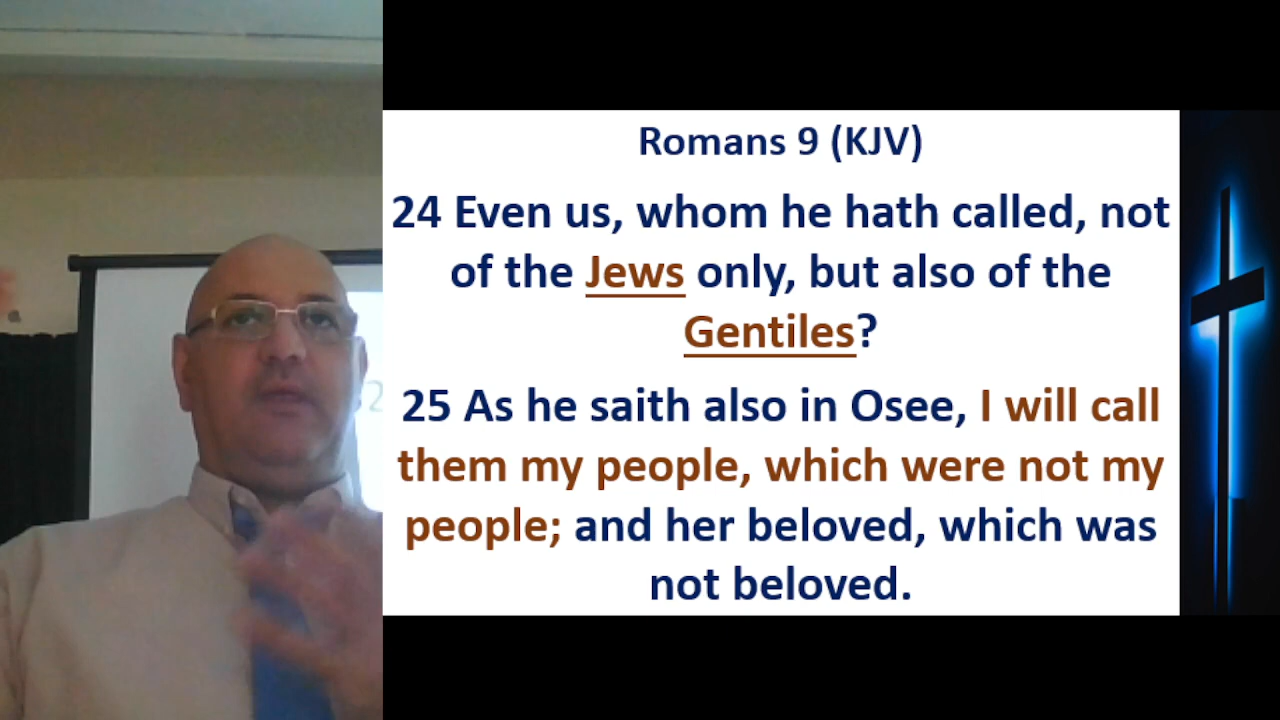 Romans 9 (KJV)
24 Even us, whom he hath called, not
of the Jews only, but also of the
Gentiles?
25 As he saith also in Osee, I will call
them my people, which were not my
people; and her beloved, which was
not beloved.